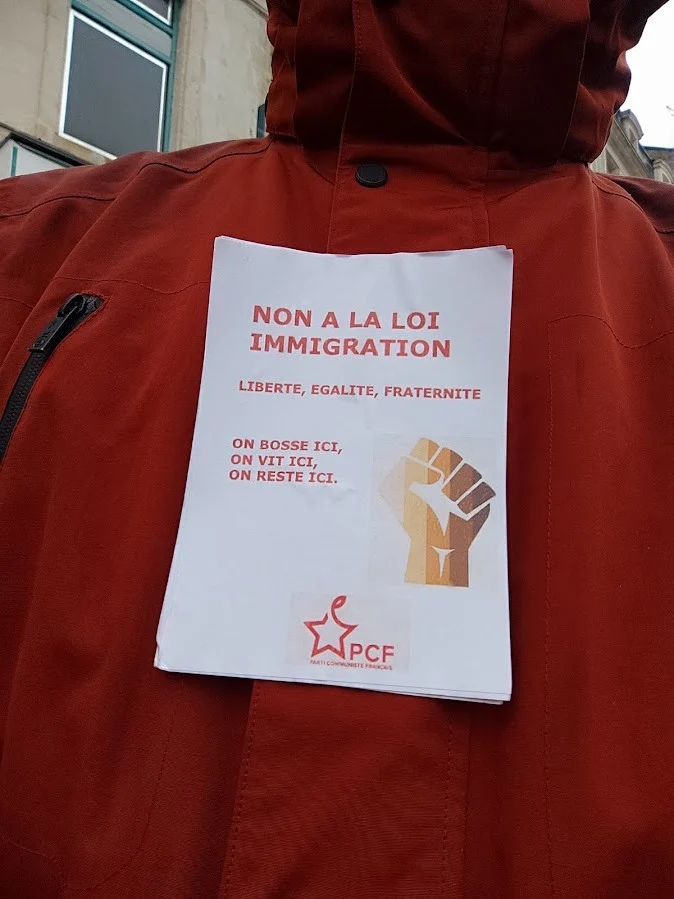 NON A LA LOI
IMMIGRATION
LIBERTE, EGALITE, FRATERNITE
ON BOSSE ICI,
ON VIT ICI,
ON RESTE ICI.
PCF
PARTI COMMUNISTE FRANÇAIS